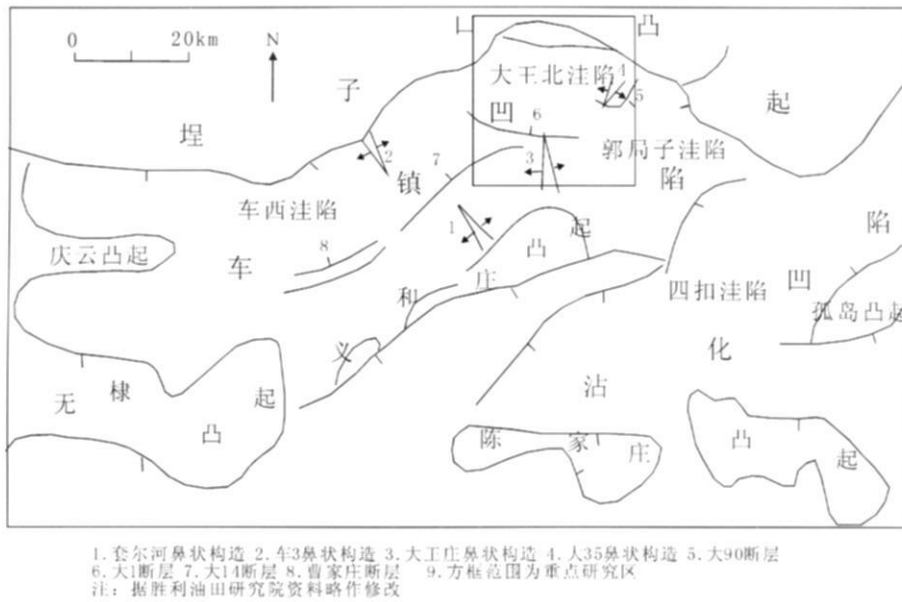 0 20km
N
口 凸
子
埕
起
大王北洼陷
4
5
凹
6
2
7
3
郭局子洼陷
陷
镇
车西洼陷
1
8
庆云凸起
车
凸 起
庄
和
义
陷
四扣洼陷
凹
孤岛凸起
化
沾
无 棣 凸 起
陈 家 庄
凸 起
1.套尔河鼻状构造 2.车3鼻状构造 3.大王庄鼻状构造 4.大35鼻状构造 5.大90断层
6.大1断层 7.大14断层 8.曹家庄断层 9.方框范围为重点研究区
注：据胜利油田研究院资料略作修改